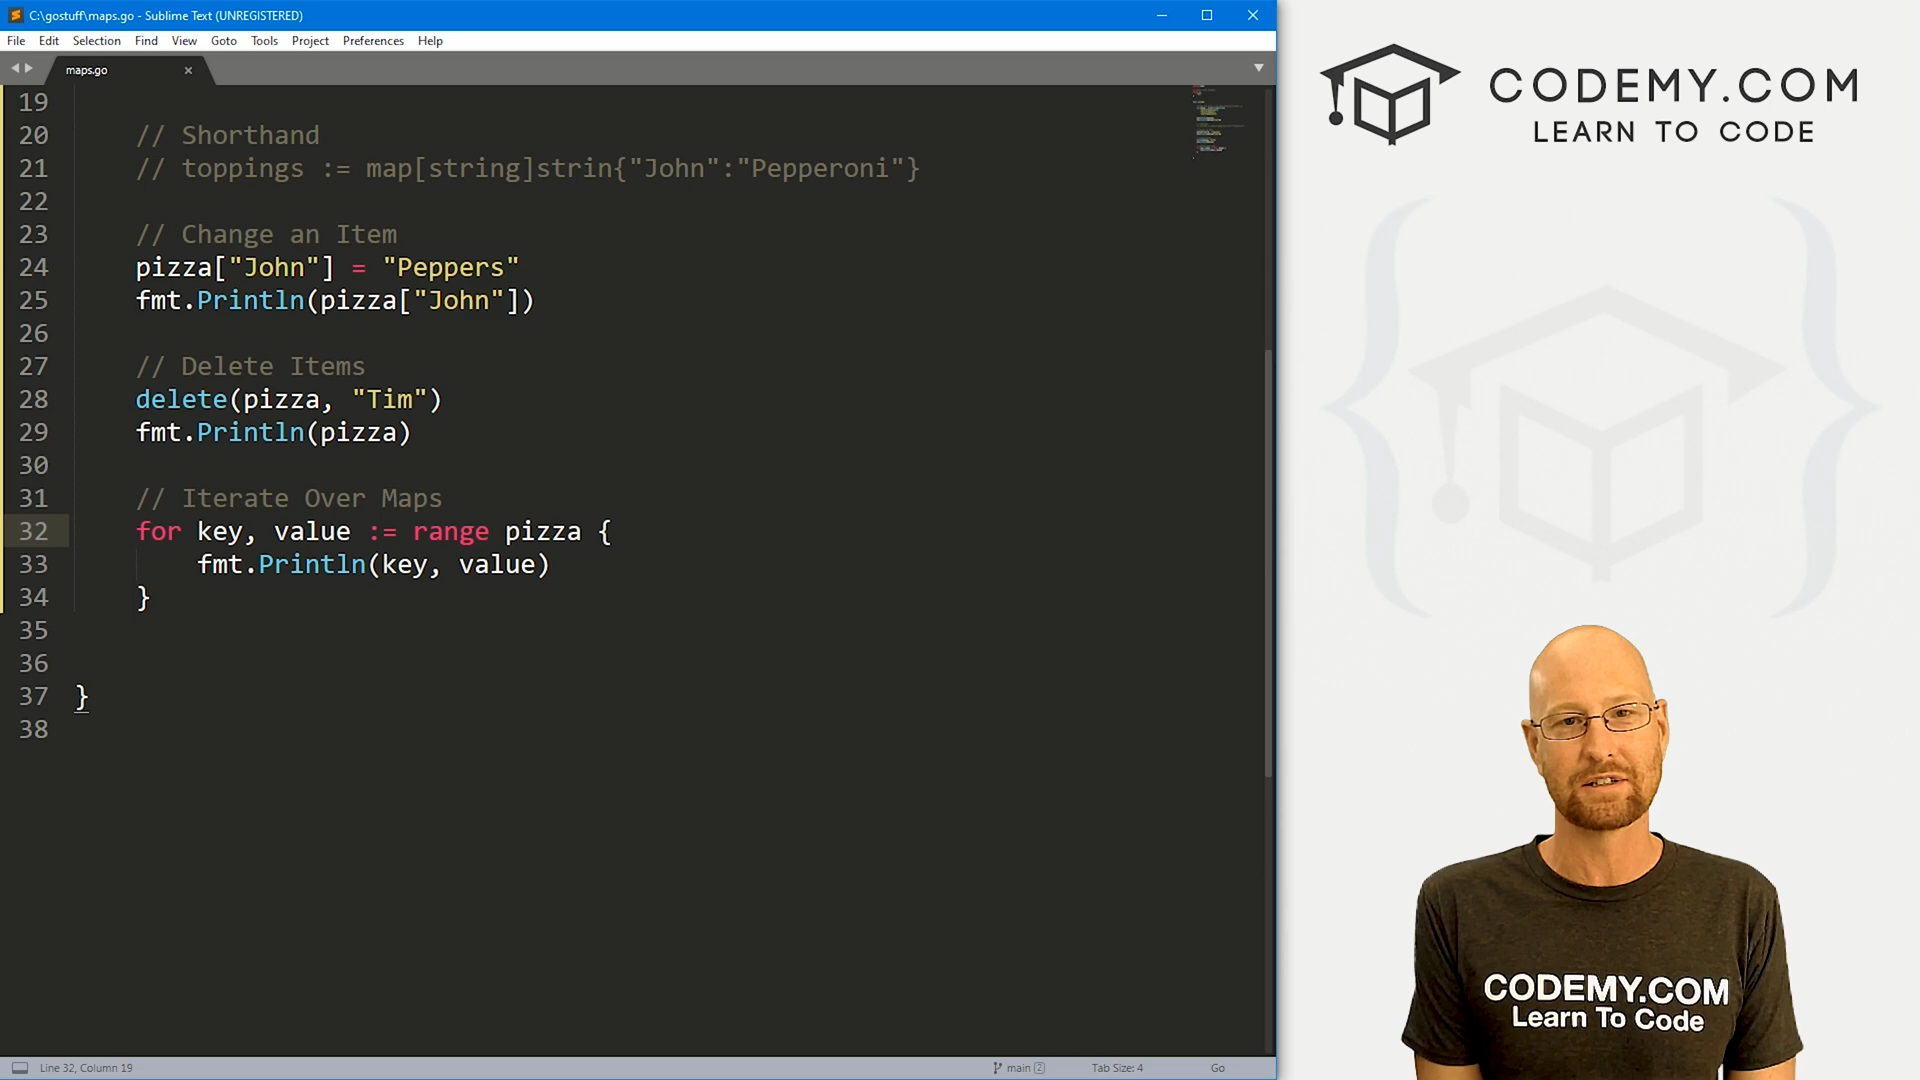 C:\gostuff\maps.go - Sublime Text (UNREGISTERED)
File Edit Selection Find View Goto Tools Project Preferences Help
maps.go
19
20 // Shorthand
21 // toppings := map[string]strin{"John":"Pepperoni"}
22
23 // Change an Item
24 pizza["John"] = "Peppers"
25 fmt.Println(pizza["John"])
26
27 // Delete Items
28 delete(pizza, "Tim")
29 fmt.Println(pizza)
30
31 // Iterate Over Maps
32 for key, value := range pizza {
33 fmt.Println(key, value)
34 }
35
36
37 }
38
Line 32, Column 19 main 2 Tab Size: 4 Go
CODEMY.COM
LEARN TO CODE
CODEMY.COM
Learn To Code